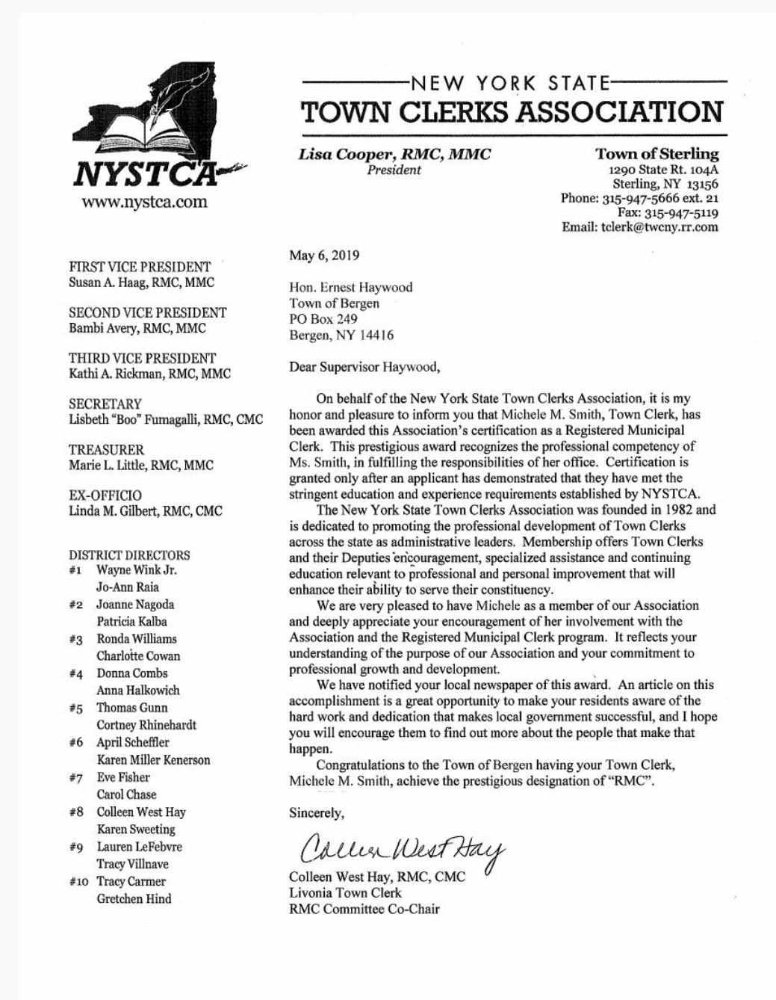 NEW YORK STATE
TOWN CLERKS ASSOCIATION
NYSTCA
www.nystca.com
Lisa Cooper, RMC, MMC
President
Town of Sterling
1290 State Rt. 104A
Sterling, NY 13156
Phone: 315-947-5666 ext. 21
Fax: 315-947-5119
Email: tclerk@twcny.rr.com
FIRST VICE PRESIDENT
Susan A. Haag, RMC, MMC
SECOND VICE PRESIDENT
Bambi Avery, RMC, MMC
THIRD VICE PRESIDENT
Kathi A. Rickman, RMC, MMC
SECRETARY
Lisbeth “Boo” Fumagalli, RMC, CMC
TREASURER
Marie L. Little, RMC, MMC
EX-OFFICIO
Linda M. Gilbert, RMC, CMC
DISTRICT DIRECTORS
#1 Wayne Wink Jr.
Jo-Ann Raia
#2 Joanne Nagoda
Patricia Kalba
#3 Ronda Williams
Charlotte Cowan
#4 Donna Combs
Anna Halkowich
#5 Thomas Gunn
Cortney Rhinehardt
#6 April Scheffler
Karen Miller Kenerson
#7 Eve Fisher
Carol Chase
#8 Colleen West Hay
Karen Sweeting
#9 Lauren LeFebvre
Tracy Villnave
#10 Tracy Carmer
Gretchen Hind
May 6, 2019
Hon. Ernest Haywood
Town of Bergen
PO Box 249
Bergen, NY 14416
Dear Supervisor Haywood,
On behalf of the New York State Town Clerks Association, it is my
honor and pleasure to inform you that Michele M. Smith, Town Clerk, has
been awarded this Association’s certification as a Registered Municipal
Clerk. This prestigious award recognizes the professional competency of
Ms. Smith, in fulfilling the responsibilities of her office. Certification is
granted only after an applicant has demonstrated that they have met the
stringent education and experience requirements established by NYSTCA.
The New York State Town Clerks Association was founded in 1982 and
is dedicated to promoting the professional development of Town Clerks
across the state as administrative leaders. Membership offers Town Clerks
and their Deputies encouragement, specialized assistance and continuing
education relevant to professional and personal improvement that will
enhance their ability to serve their constituency.
We are very pleased to have Michele as a member of our Association
and deeply appreciate your encouragement of her involvement with the
Association and the Registered Municipal Clerk program. It reflects your
understanding of the purpose of our Association and your commitment to
professional growth and development.
We have notified your local newspaper of this award. An article on this
accomplishment is a great opportunity to make your residents aware of the
hard work and dedication that makes local government successful, and I hope
you will encourage them to find out more about the people that make that
happen.
Congratulations to the Town of Bergen having your Town Clerk,
Michele M. Smith, achieve the prestigious designation of “RMC”.
Sincerely,
Colleen West Hay
Colleen West Hay, RMC, CMC
Livonia Town Clerk
RMC Committee Co-Chair